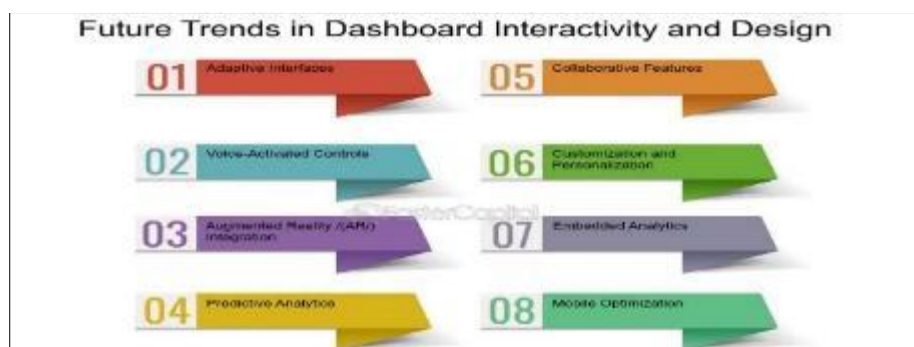 Future Trends in Dashboard Interactivity and Design
01
Adaptive Interfaces
02
Voice-Activated Controls
03
Augmented Reality /(AR/)
Integration
04
Predictive Analytics
05
Collaborative Features
06
Customization and
Personalization
07
Embedded Analytics
08
Mobile Optimization
FasterCapital